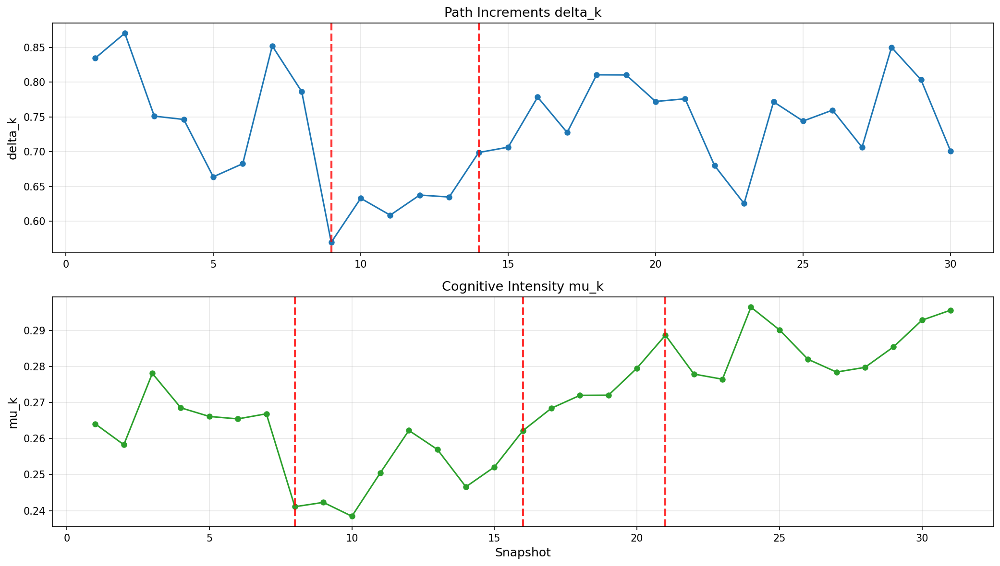 Path Increments delta_k
delta_k
0.85
0.80
0.75
0.70
0.65
0.60
0 5 10 15 20 25 30
Cognitive Intensity mu_k
mu_k
0.29
0.28
0.27
0.26
0.25
0.24
0 5 10 15 20 25 30
Snapshot